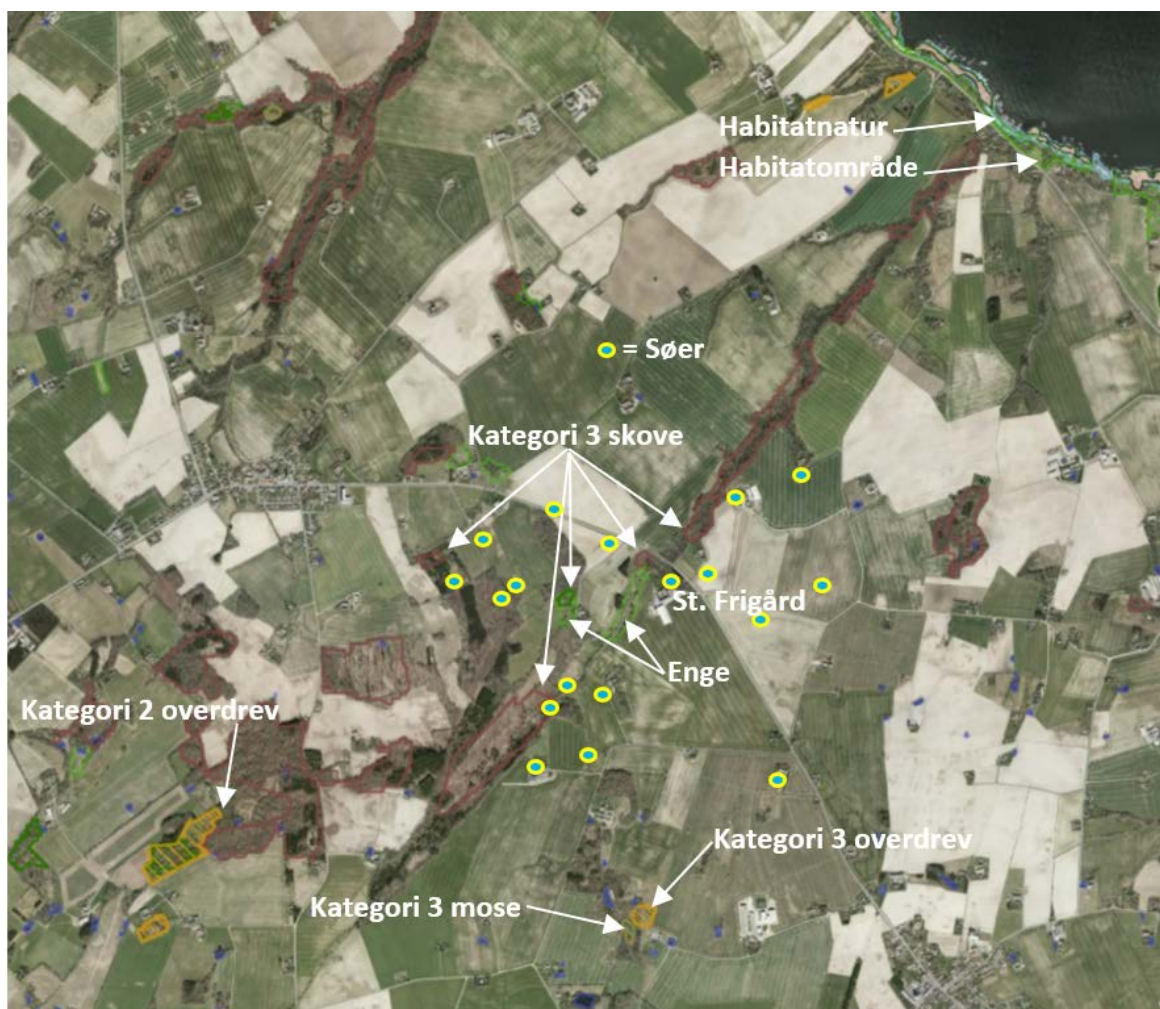 Habitatnatur
Habitatområde
= Søer
Kategori 3 skove
St. Frigård
Enge
Kategori 2 overdrev
Kategori 3 overdrev
Kategori 3 mose